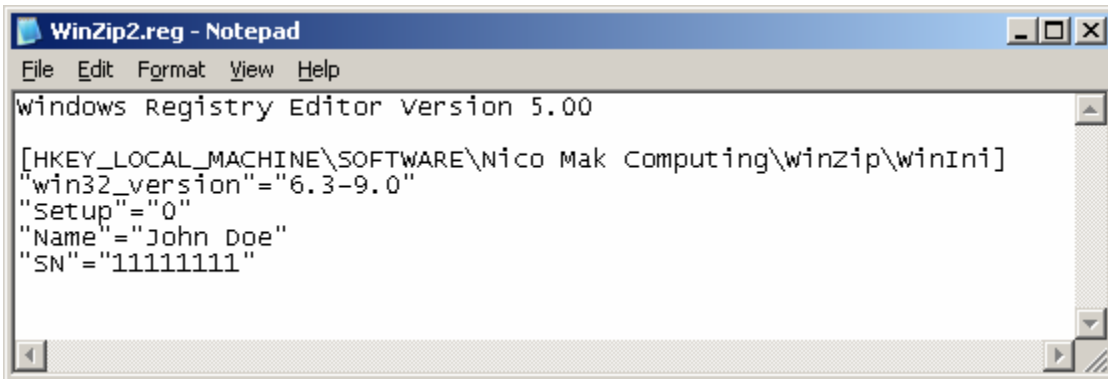 WinZip2.reg - Notepad
File Edit Format View Help
Windows Registry Editor Version 5.00
[HKEY_LOCAL_MACHINE\SOFTWARE\Nico Mak Computing\WinZip\WinIni]
"win32_version"="6.3-9.0"
"Setup"="0"
"Name"="John Doe"
"SN"="11111111"